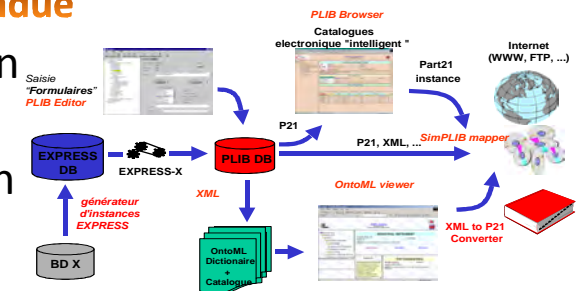 que
PLIB Browser
Catalogues
electronique "intelligent "
Internet
(WWW, FTP, ...)
n
Saisie
"Formulaires"
PLIB Editor
Part21
instance
P21
P21, XML, ...
SimPLIB mapper
EXPRESS
DB
EXPRESS-X
PLIB DB
n
générateur
d'instances
EXPRESS
XML
OntoML viewer
BD X
OntoML
Dictionaire
+
Catalogue
XML to P21
Converter